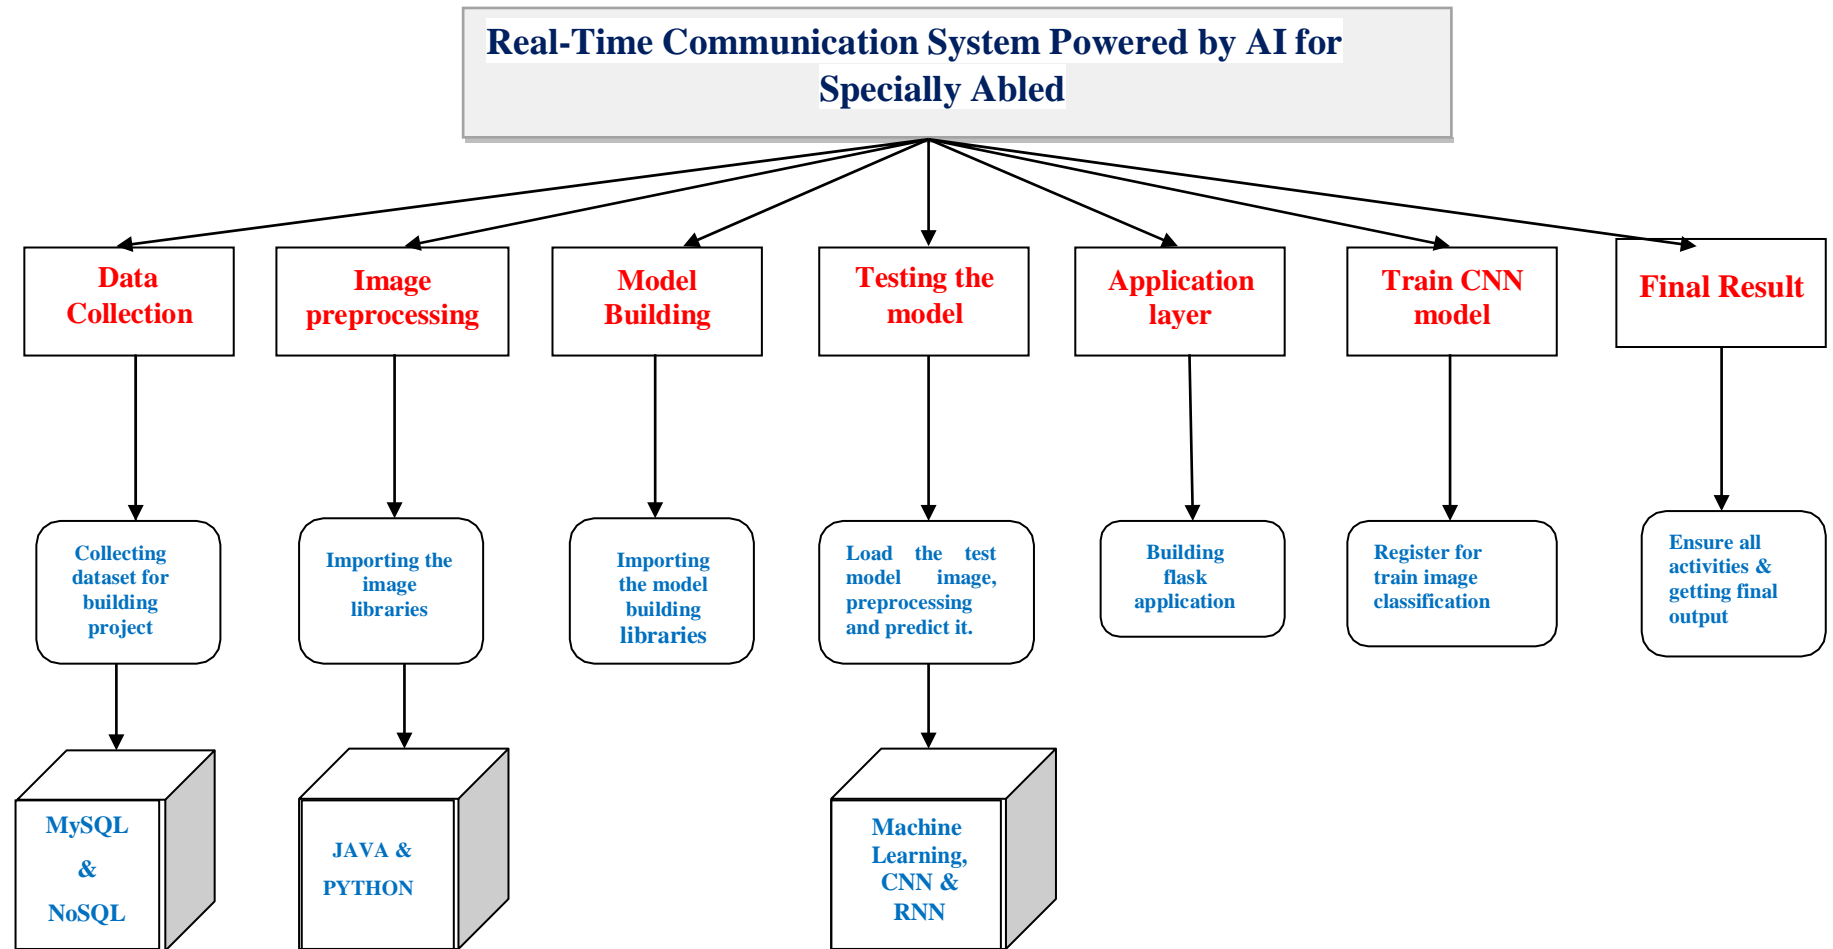 Real-Time Communication System Powered by AI for
Specially Abled
Data
Collection
Image
preprocessing
Model
Building
Testing the
model
Application
layer
Train CNN
model
Final Result
Collecting
dataset for
building
project
Importing the
image
libraries
Importing
the model
building
libraries
Load the test
model image,
preprocessing
and predict it.
Building
flask
application
Register for
train image
classification
Ensure all
activities &
getting final
output
MySQL
&
NoSQL
JAVA &
PYTHON
Machine
Learning,
CNN &
RNN